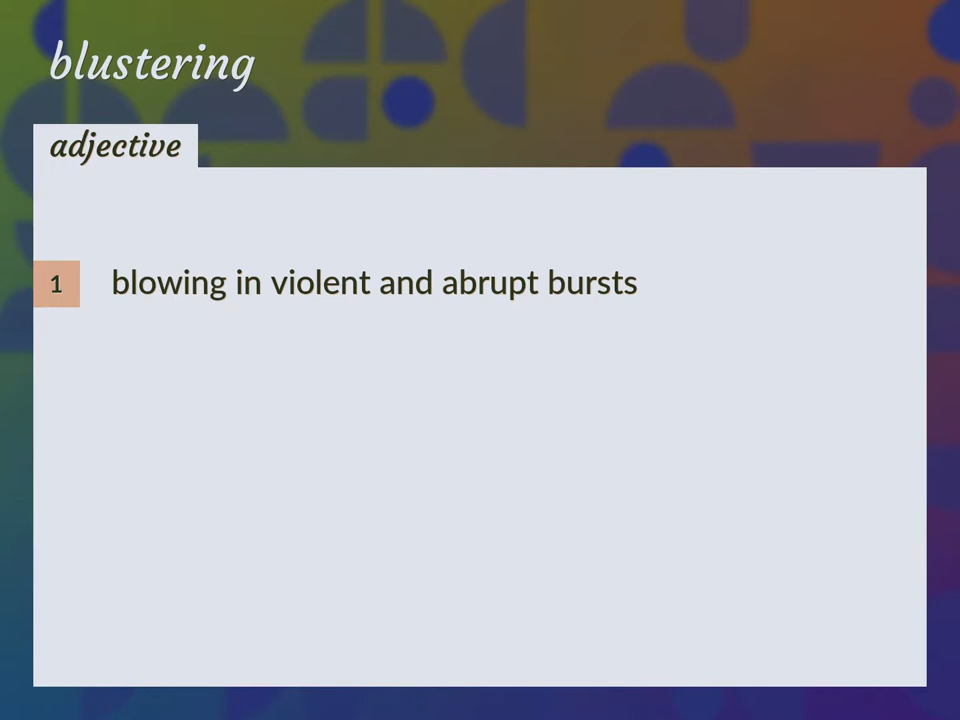 blustering
adjective
1 blowing in violent and abrupt bursts